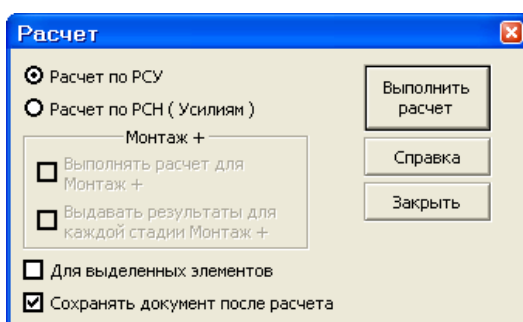 Расчет
Расчет по РСУ
Расчет по РСН ( Усилиям )
Монтаж +
Выполнять расчет для
Монтаж +
Выдавать результаты для
каждой стадии Монтаж +
Для выделенных элементов
Сохранять документ после расчета
Выполнить
расчет
Справка
Закрыть